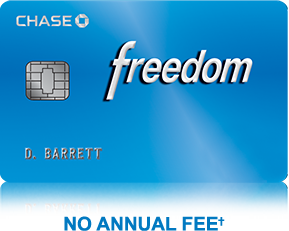 CHASE
freedom
D. BARRETT
NO ANNUAL FEE†